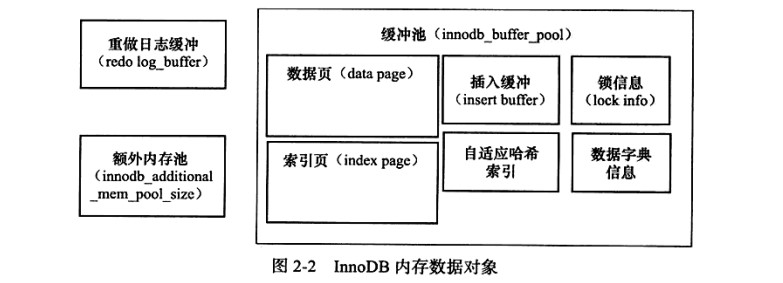 重做日志缓冲
(redo log_buffer)
额外内存池
(innodb_additional
_mem_pool_size)
缓冲池（innodb_buffer_pool）
数据页（data page）
插入缓冲
(insert buffer)
锁信息
(lock info)
索引页（index page）
自适应哈希
索引
数据字典
信息
图 2-2 InnoDB 内存数据对象